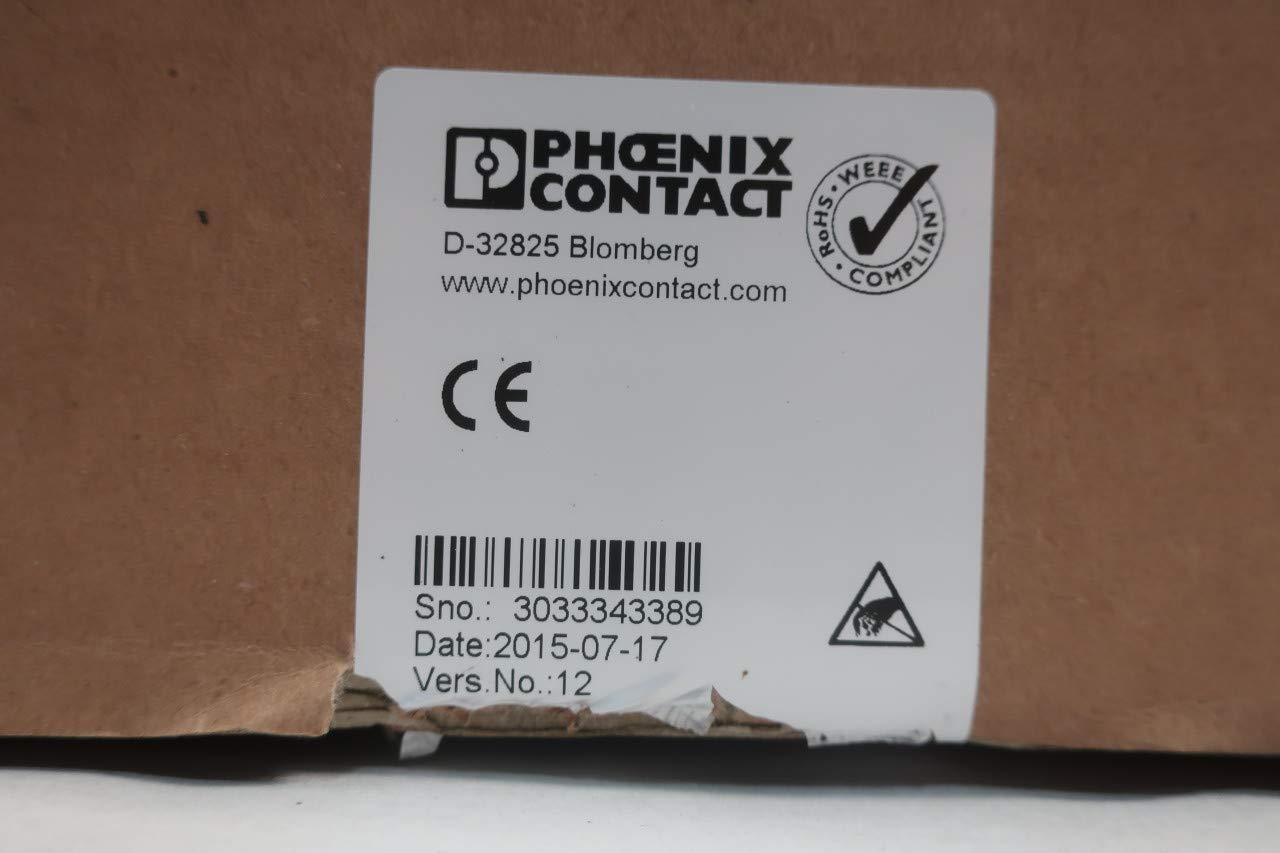 PHŒNIX
CONTACT
D-32825 Blomberg
www.phoenixcontact.com
RoHS • WEEE • COMPLIANT
CE
Sno.: 3033343389
Date:2015-07-17
Vers.No.:12